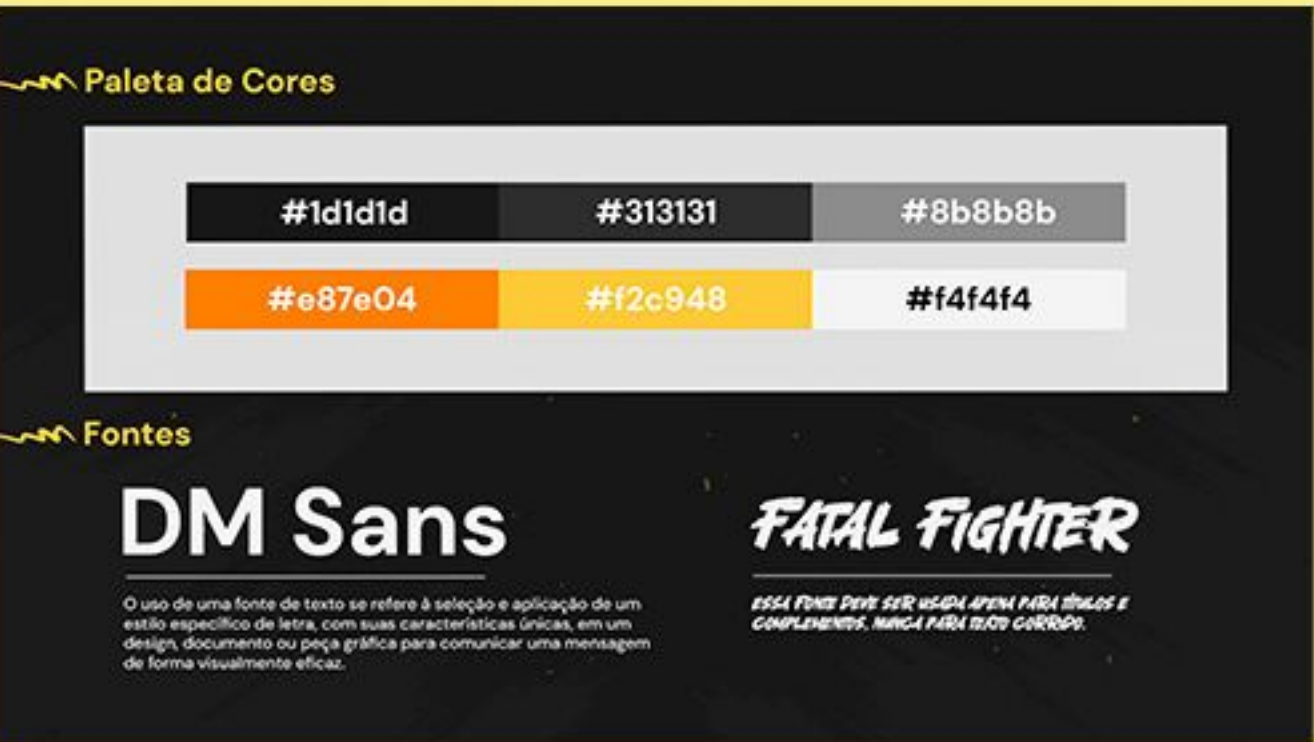 Paleta de Cores
#1d1d1d #313131 #8b8b8b
#e87e04 #f2c948 #f4f4f4
Fontes
DM Sans
O uso de uma fonte de texto se refere à seleção e aplicação de um
estilo específico de letra, com suas características únicas, em um
design, documento ou peça gráfica para comunicar uma mensagem
de forma visualmente eficaz.
FATAL FIGHTER
ESSA FONTE DEVE SER USADA APENA PARA TÍTULOS E
COMPLEMENTOS, NUNCA PARA TEXTO CORRIDO.